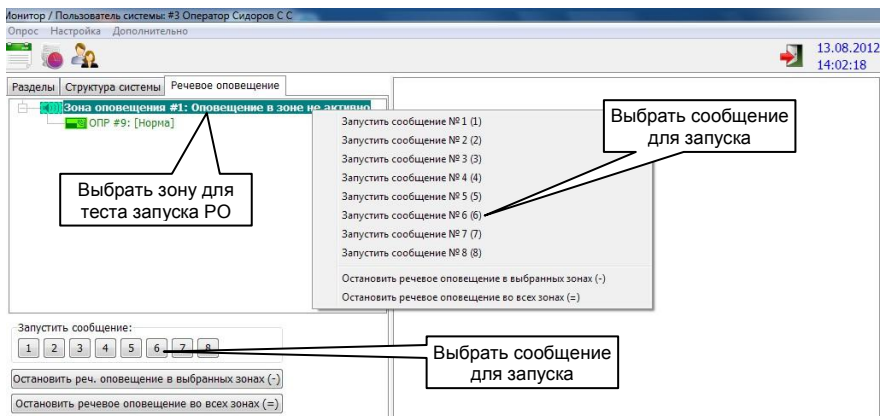 Монитор / Пользователь системы: #3 Оператор Сидоров С С
Опрос Настройка Дополнительно
13.08.2012
14:02:18
Разделы Структура системы Речевое оповещение
Зона оповещения #1: Оповещение в зоне не активно
ОПР #9: [Норма]
Выбрать зону для
теста запуска РО
Запустить сообщение № 1 (1)
Запустить сообщение № 2 (2)
Запустить сообщение № 3 (3)
Запустить сообщение № 4 (4)
Запустить сообщение № 5 (5)
Запустить сообщение № 6 (6)
Запустить сообщение № 7 (7)
Запустить сообщение № 8 (8)
Остановить речевое оповещение в выбранных зонах (-)
Остановить речевое оповещение во всех зонах (=)
Выбрать сообщение
для запуска
Запустить сообщение:
1 2 3 4 5 6 7 8
Остановить реч. оповещение в выбранных зонах (-)
Остановить речевое оповещение во всех зонах (=)
Выбрать сообщение
для запуска